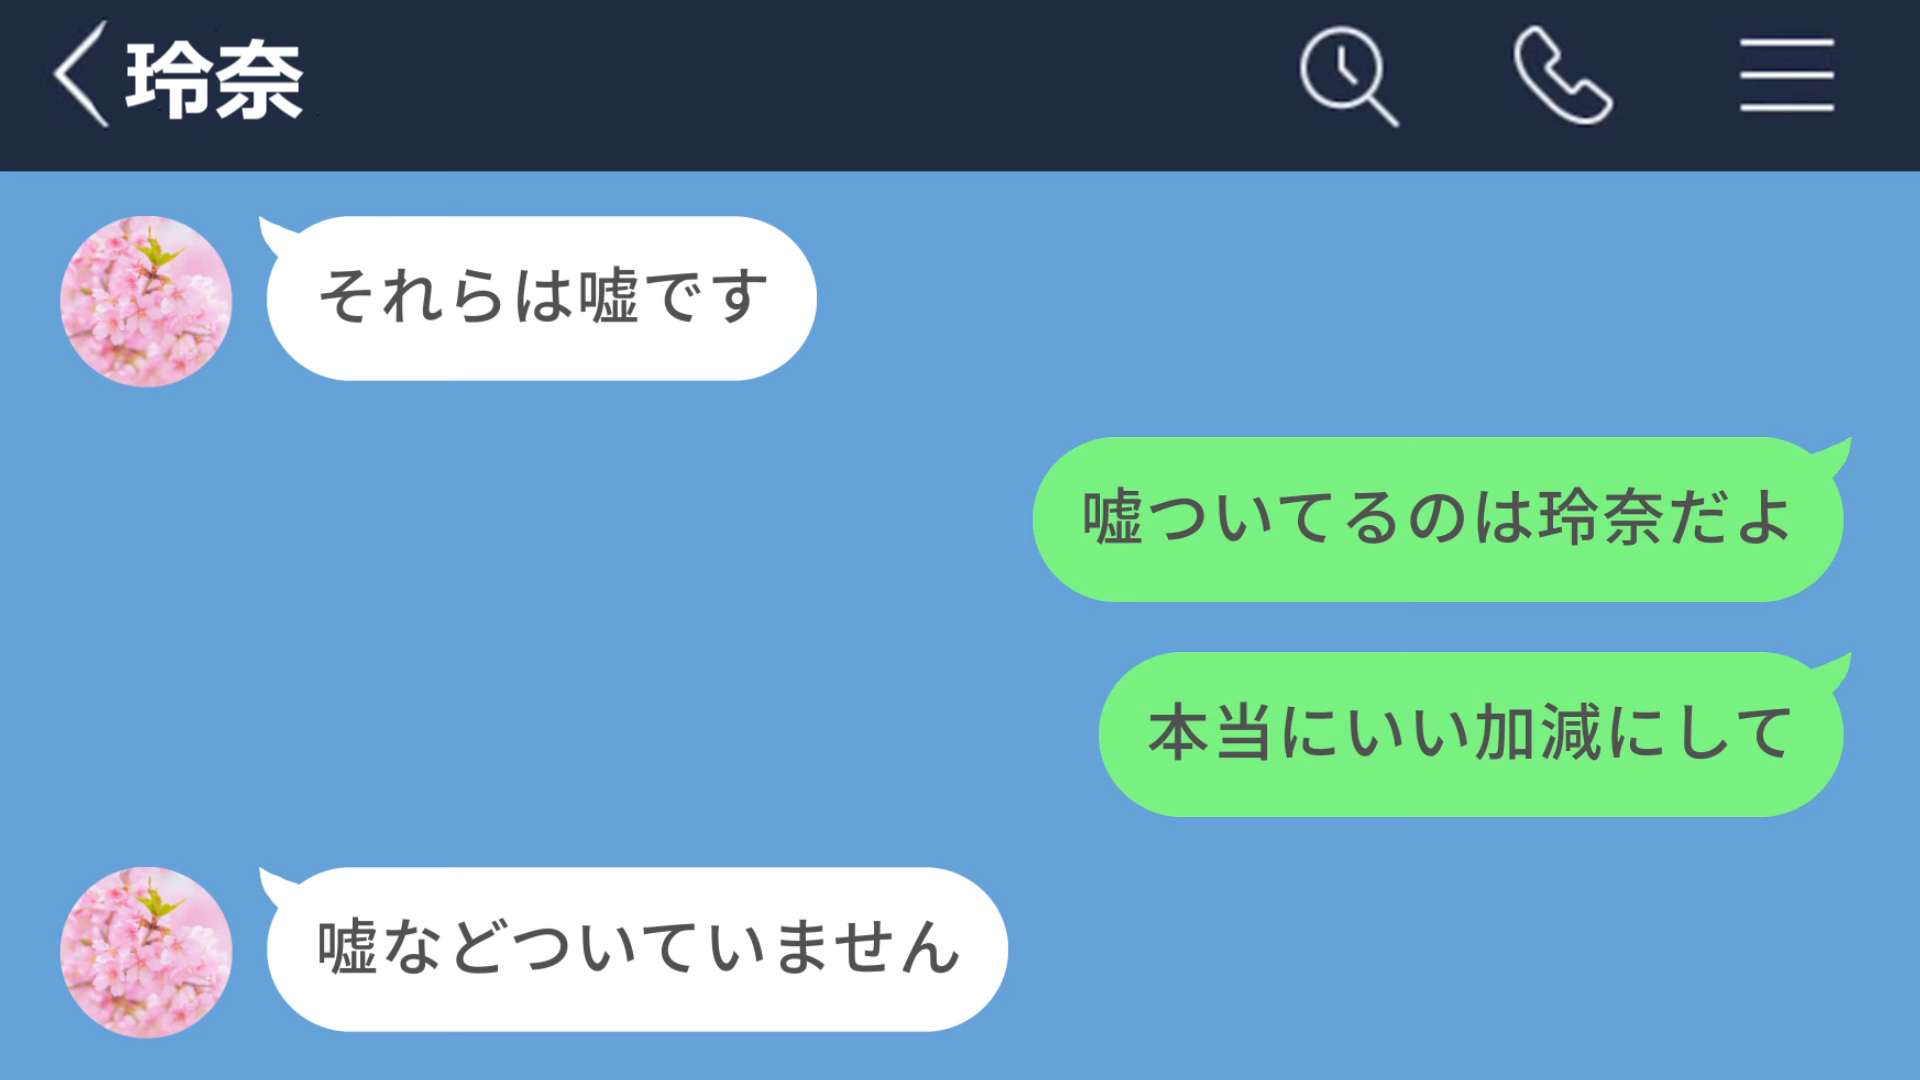 玲奈
それらは嘘です
嘘ついてるのは玲奈だよ
本当にいい加減にして
嘘などついていません